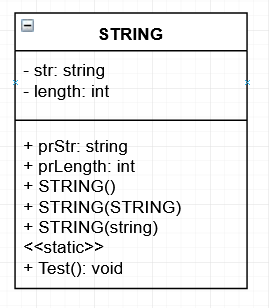 STRING
- str: string
- length: int
+ prStr: string
+ prLength: int
+ STRING()
+ STRING(STRING)
+ STRING(string)
<<static>>
+ Test(): void